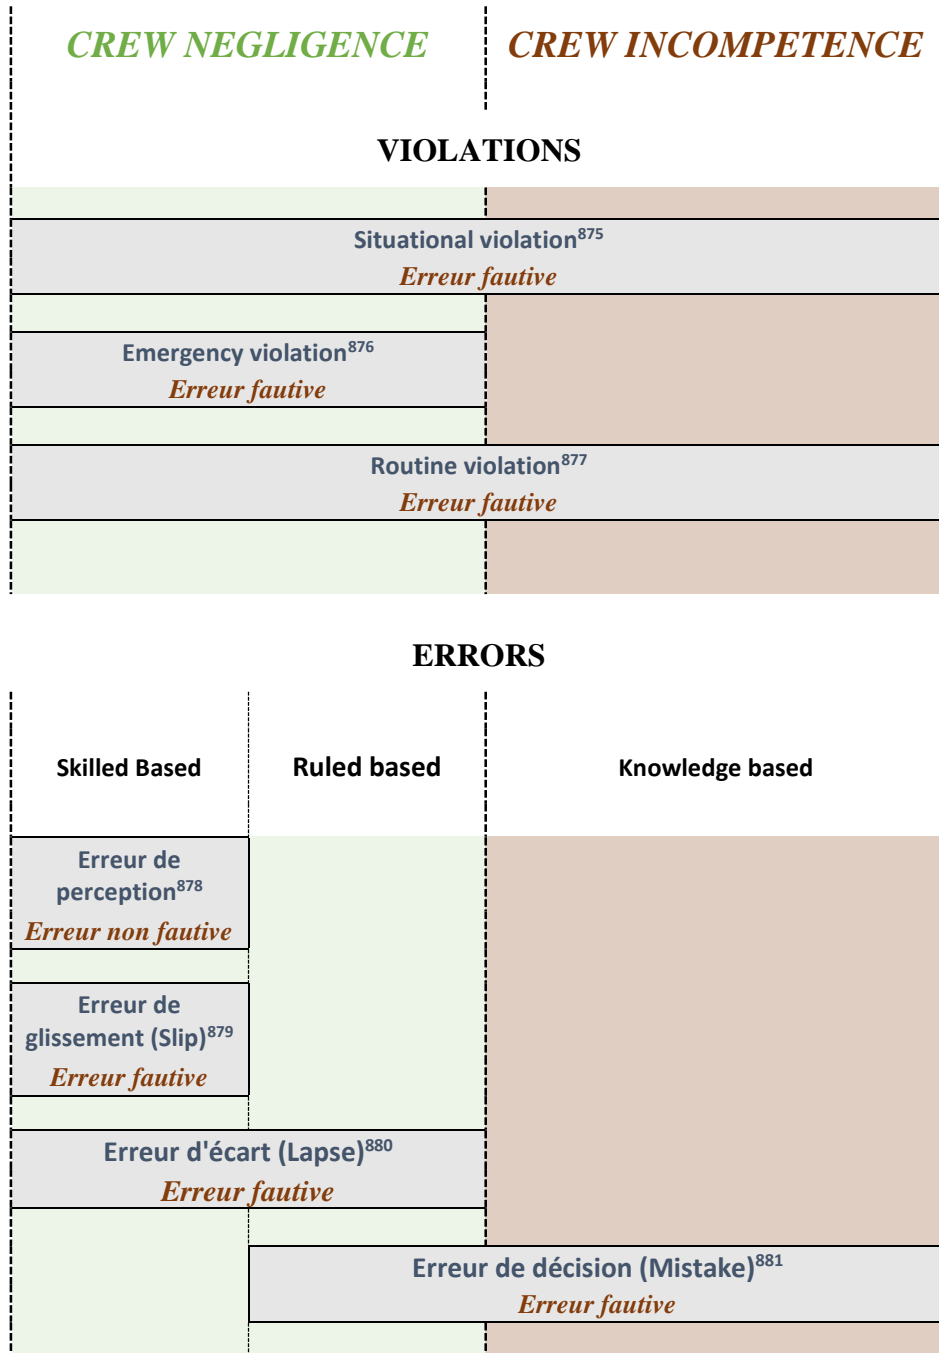 CREW NEGLIGENCE
CREW INCOMPETENCE
VIOLATIONS
Situational violation875
Erreur fautive
Emergency violation876
Erreur fautive
Routine violation877
Erreur fautive
ERRORS
Skilled Based
Ruled based
Knowledge based
Erreur de
perception878
Erreur non fautive
Erreur de
glissement (Slip)879
Erreur fautive
Erreur d'écart (Lapse)880
Erreur fautive
Erreur de décision (Mistake)881
Erreur fautive